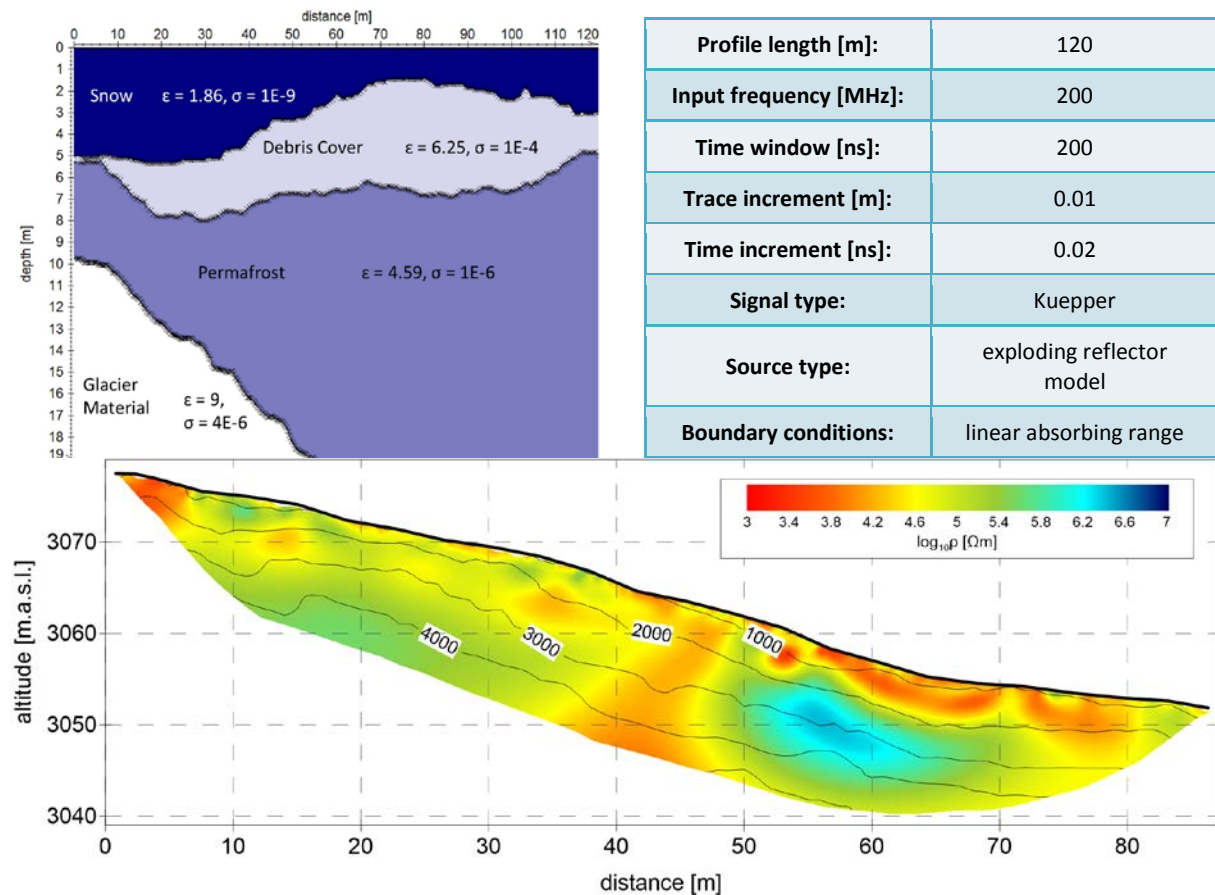 distance [m]
0 10 20 30 40 50 60 70 80 90 100 110 120
depth [m]
0
1
2
3
4
5
6
7
8
9
10
11
12
13
14
15
16
17
18
19
Snow ε = 1.86, σ = 1E-9
Debris Cover ε = 6.25, σ = 1E-4
Permafrost ε = 4.59, σ = 1E-6
Glacier
Material
ε = 9,
σ = 4E-6
Profile length [m]: 120
Input frequency [MHz]: 200
Time window [ns]: 200
Trace increment [m]: 0.01
Time increment [ns]: 0.02
Signal type: Kuepper
Source type: exploding reflector
model
Boundary conditions: linear absorbing range
3 3.4 3.8 4.2 4.6 5 5.4 5.8 6.2 6.6 7
log₁₀ρ [Ωm]
altitude [m.a.s.l.]
3070
3060
3050
3040
4000 3000 2000 1000
0 10 20 30 40 50 60 70 80
distance [m]